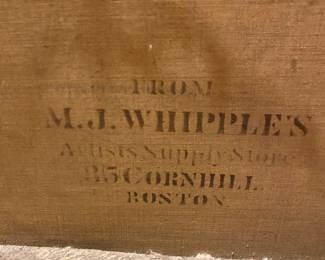 FROM
M.J. WHIPPLE'S
Artists Supply Store
35 CORNHILL.
BOSTON